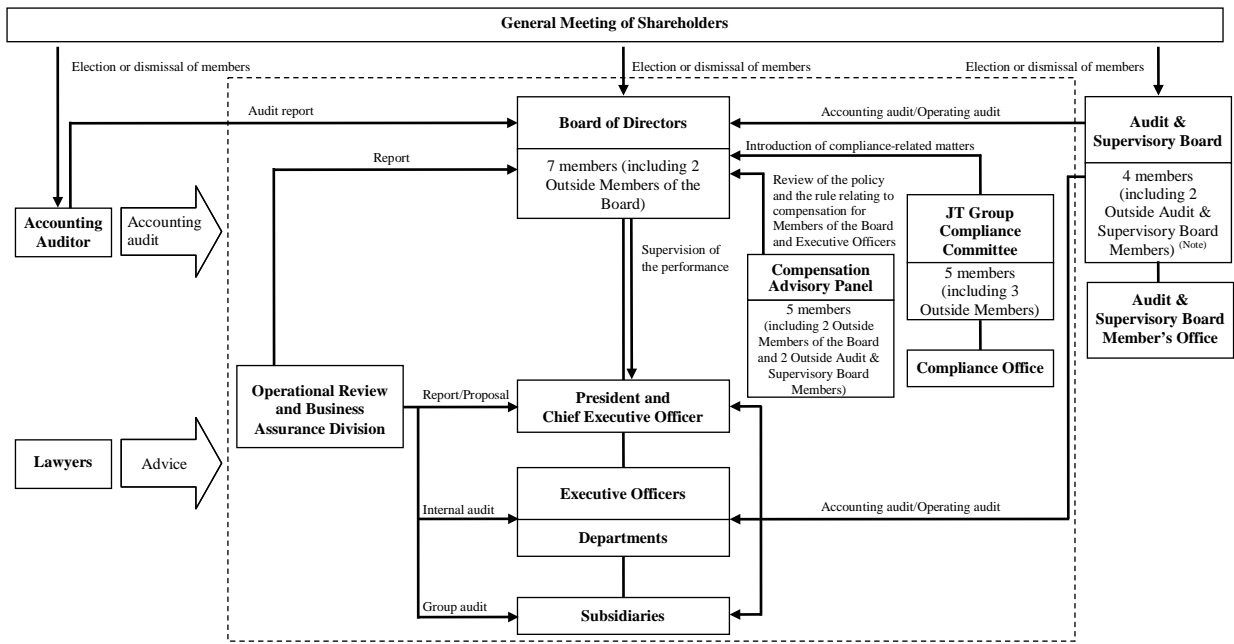 General Meeting of Shareholders
Election or dismissal of members
Election or dismissal of members
Election or dismissal of members
Audit report
Board of Directors
Accounting audit/Operating audit
Audit &
Supervisory Board
Report
7 members (including 2
Outside Members of the
Board)
Introduction of compliance-related matters
Review of the policy
and the rule relating to
compensation for
Members of the Board
and Executive Officers
4 members
(including 2
Outside Audit &
Supervisory Board
Members) (Note)
Accounting
Auditor
Accounting
audit
JT Group
Compliance
Committee
5 members
(including 3
Outside Members)
Supervision of
the performance
Compensation
Advisory Panel
5 members
(including 2 Outside
Members of the Board
and 2 Outside Audit &
Supervisory Board
Members)
Audit &
Supervisory Board
Member's Office
Compliance Office
Operational Review
and Business
Assurance Division
Report/Proposal
President and
Chief Executive Officer
Lawyers
Advice
Executive Officers
Internal audit
Accounting audit/Operating audit
Departments
Group audit
Subsidiaries